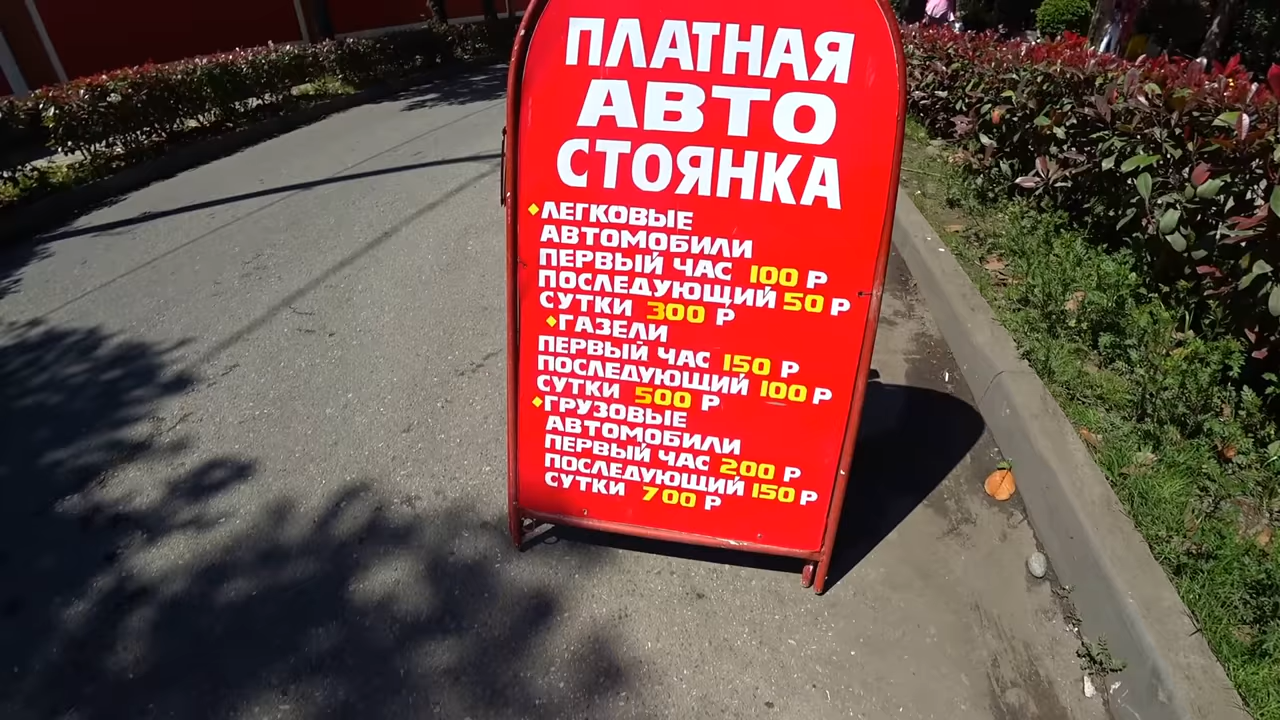 ПЛАТНАЯ
АВТО
СТОЯНКА
ЛЕГКОВЫЕ
АВТОМОБИЛИ
ПЕРВЫЙ ЧАС 100 Р
ПОСЛЕДУЮЩИЙ 50 Р
СУТКИ 300 Р
ГАЗЕЛИ
ПЕРВЫЙ ЧАС 150 Р
ПОСЛЕДУЮЩИЙ 100 Р
СУТКИ 500 Р
ГРУЗОВЫЕ
АВТОМОБИЛИ
ПЕРВЫЙ ЧАС 200 Р
ПОСЛЕДУЮЩИЙ 150 Р
СУТКИ 700 Р